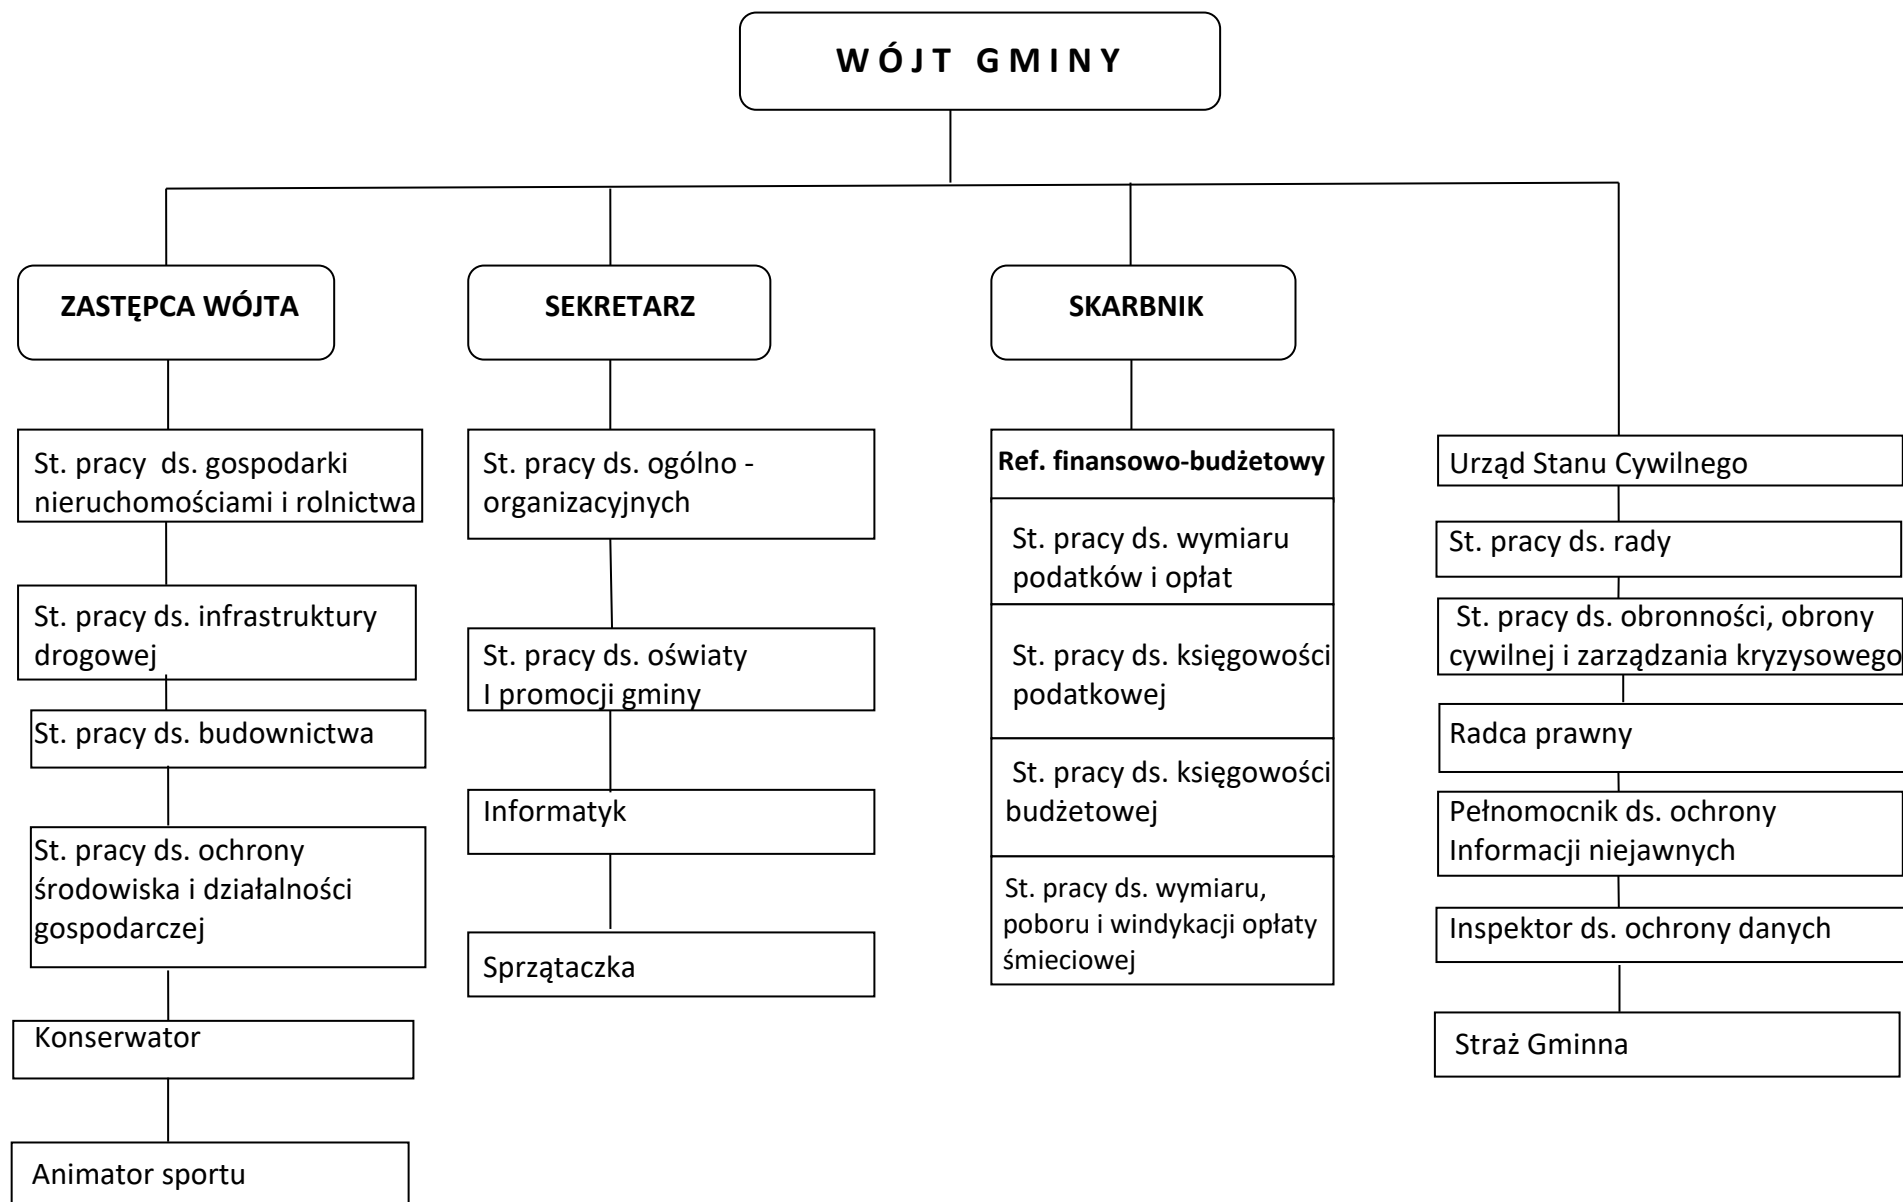 WÓJT GMINY
ZASTĘPCA WÓJTA
St. pracy ds. gospodarki
nieruchomościami i rolnictwa
St. pracy ds. infrastruktury
drogowej
St. pracy ds. budownictwa
St. pracy ds. ochrony
środowiska i działalności
gospodarczej
Konserwator
Animator sportu
SEKRETARZ
St. pracy ds. ogólno -
organizacyjnych
St. pracy ds. oświaty
I promocji gminy
Informatyk
Sprzątaczka
SKARBNIK
Ref. finansowo-budżetowy
St. pracy ds. wymiaru
podatków i opłat
St. pracy ds. księgowości
podatkowej
St. pracy ds. księgowości
budżetowej
St. pracy ds. wymiaru,
poboru i windykacji opłaty
śmieciowej
Urząd Stanu Cywilnego
St. pracy ds. rady
St. pracy ds. obronności, obrony
cywilnej i zarządzania kryzysowego
Radca prawny
Pełnomocnik ds. ochrony
Informacji niejawnych
Inspektor ds. ochrony danych
Straż Gminna